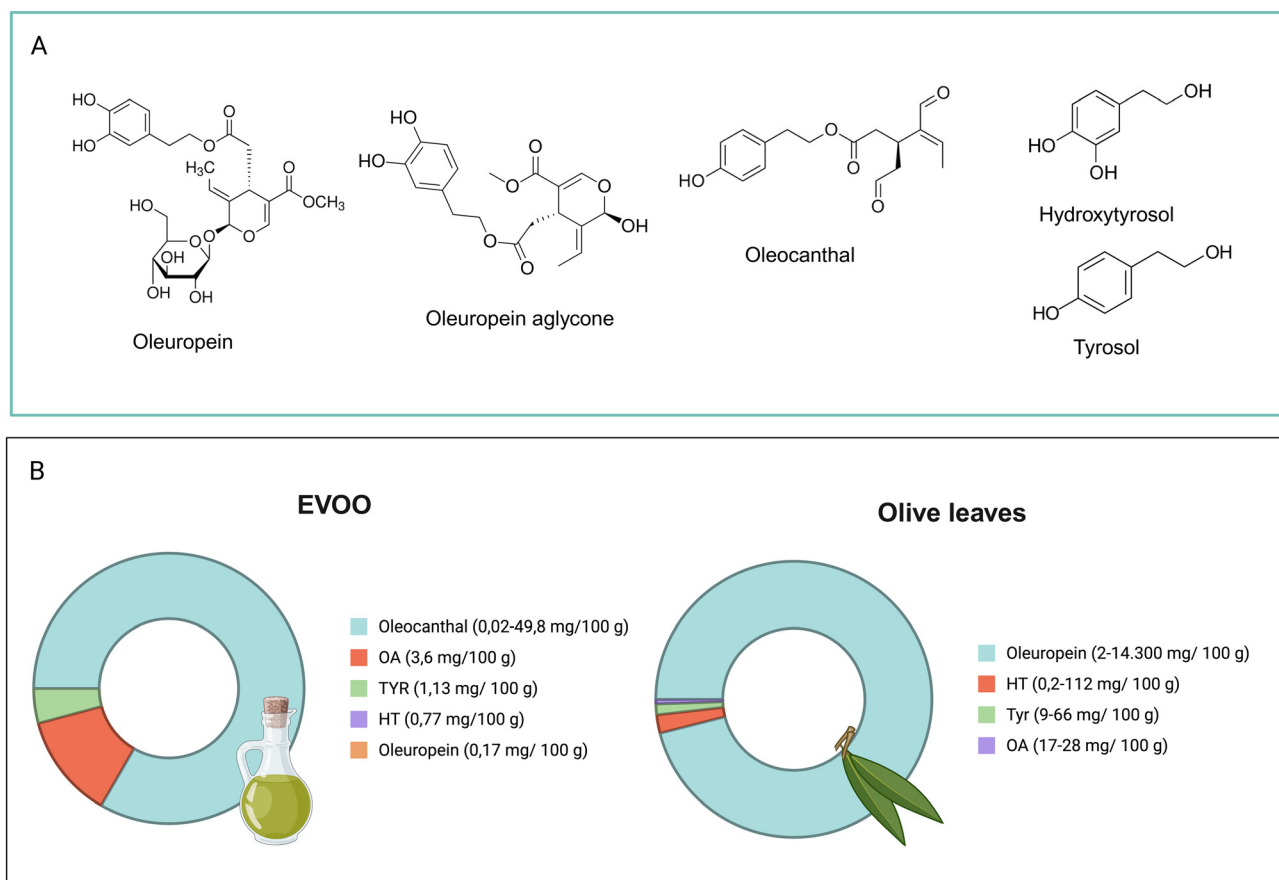 A
HO
HO
O
O
H₃C
O
OCH₃
HO
O
O
O
OH
OH
OH
Oleuropein
HO
HO
O
O
O
OH
O
O
Oleuropein aglycone
O
O
O
HO
O
Oleocanthal
OH
HO
OH
Hydroxytyrosol
OH
HO
Tyrosol
B
EVOO
Oleocanthal (0,02-49,8 mg/100 g)
OA (3,6 mg/100 g)
TYR (1,13 mg/ 100 g)
HT (0,77 mg/100 g)
Oleuropein (0,17 mg/ 100 g)
Olive leaves
Oleuropein (2-14.300 mg/ 100 g)
HT (0,2-112 mg/ 100 g)
Tyr (9-66 mg/ 100 g)
OA (17-28 mg/ 100 g)